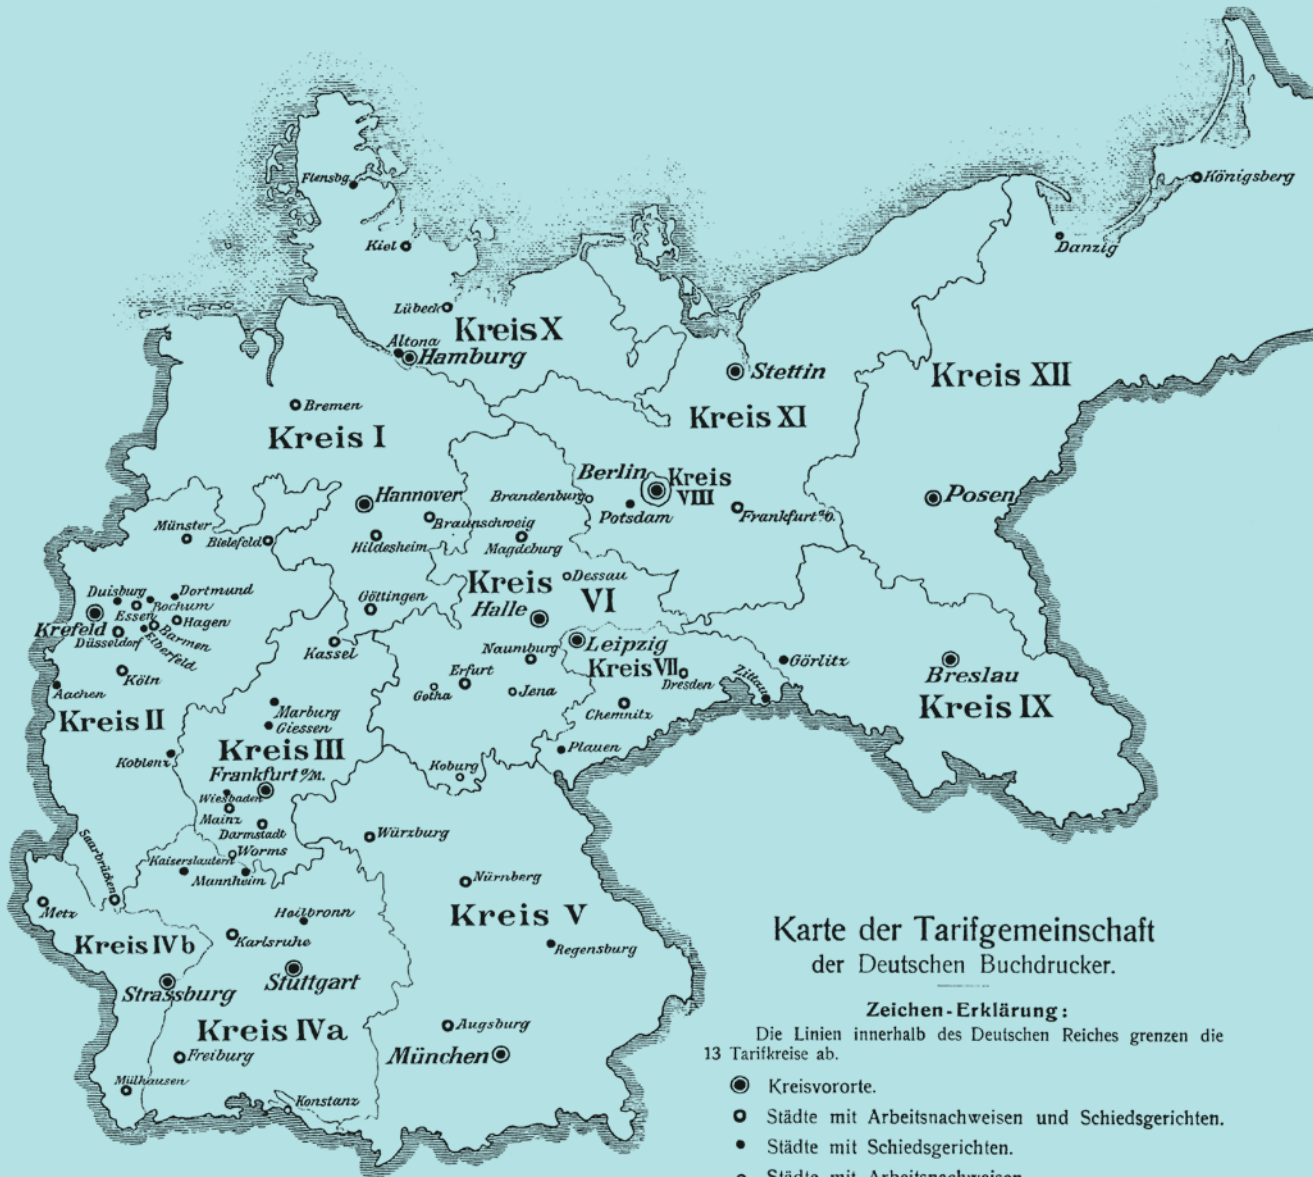 Königsberg
Flensbg.
Danzig
Kiel
Lübeck
Kreis X
Altona
Hamburg
Stettin
Kreis XII
Bremen
Kreis XI
Kreis I
Berlin
Kreis
VIII
Hannover
Brandenburg
Posen
Potsdam
Frankfurt a/O.
Braunschweig
Münster
Bielefeld
Hildesheim
Magdeburg
Kreis
VI
Dessau
Duisburg
Dortmund
Bochum
Göttingen
Halle
Essen
Hagen
Krefeld
Barmen
Düsseldorf
Elberfeld
Leipzig
Kassel
Naumburg
Görlitz
Kreis VII
Erfurt
Breslau
Köln
Dresden
Zittau
Aachen
Gotha
Jena
Kreis IX
Marburg
Chemnitz
Kreis II
Giessen
Kreis III
Plauen
Koblenz
Koburg
Frankfurt a/M.
Wiesbaden
Mainz
Darmstadt
Würzburg
Saarbrücken
Worms
Kaiserslautern
Mannheim
Nürnberg
Metz
Heilbronn
Kreis V
Karlsruhe
Kreis IVb
Regensburg
Stuttgart
Strassburg
Kreis IVa
Augsburg
Freiburg
München
Mülhausen
Konstanz
Karte der Tarifgemeinschaft
der Deutschen Buchdrucker.
Zeichen-Erklärung:
Die Linien innerhalb des Deutschen Reiches grenzen die
13 Tarifkreise ab.
Kreisvororte.
Städte mit Arbeitsnachweisen und Schiedsgerichten.
Städte mit Schiedsgerichten.
Städte mit Arbeitsnachweisen